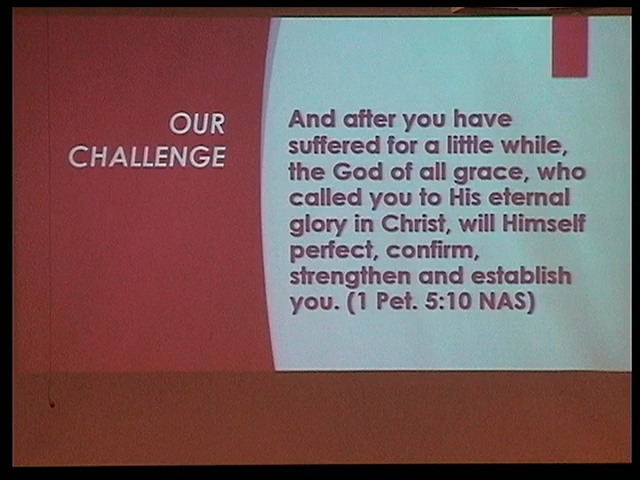 OUR
CHALLENGE
And after you have
suffered for a little while,
the God of all grace, who
called you to His eternal
glory in Christ, will Himself
perfect, confirm,
strengthen and establish
you. (1 Pet. 5:10 NAS)